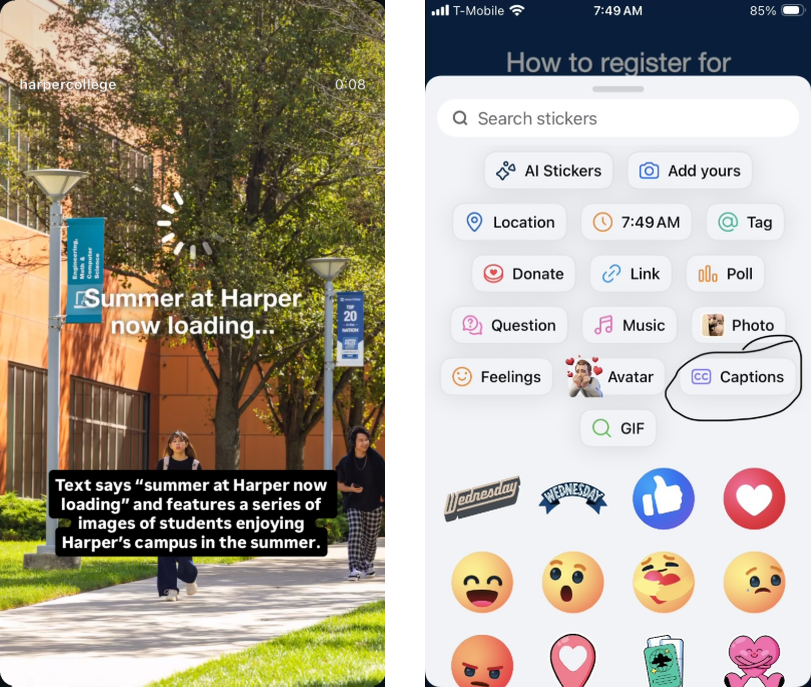 harpercollege
0:08
Engineering,
Math &
Computer
Science
Summer at Harper
now loading...
TOP
20
IN THE
NATION
Text says “summer at Harper now
loading” and features a series of
images of students enjoying
Harper’s campus in the summer.
T-Mobile
7:49 AM
85%
How to register for
Search stickers
AI Stickers
Add yours
Location
7:49 AM
Tag
Donate
Link
Poll
Question
Music
Photo
Feelings
Avatar
CC Captions
GIF
Wednesday
WEDNESDAY